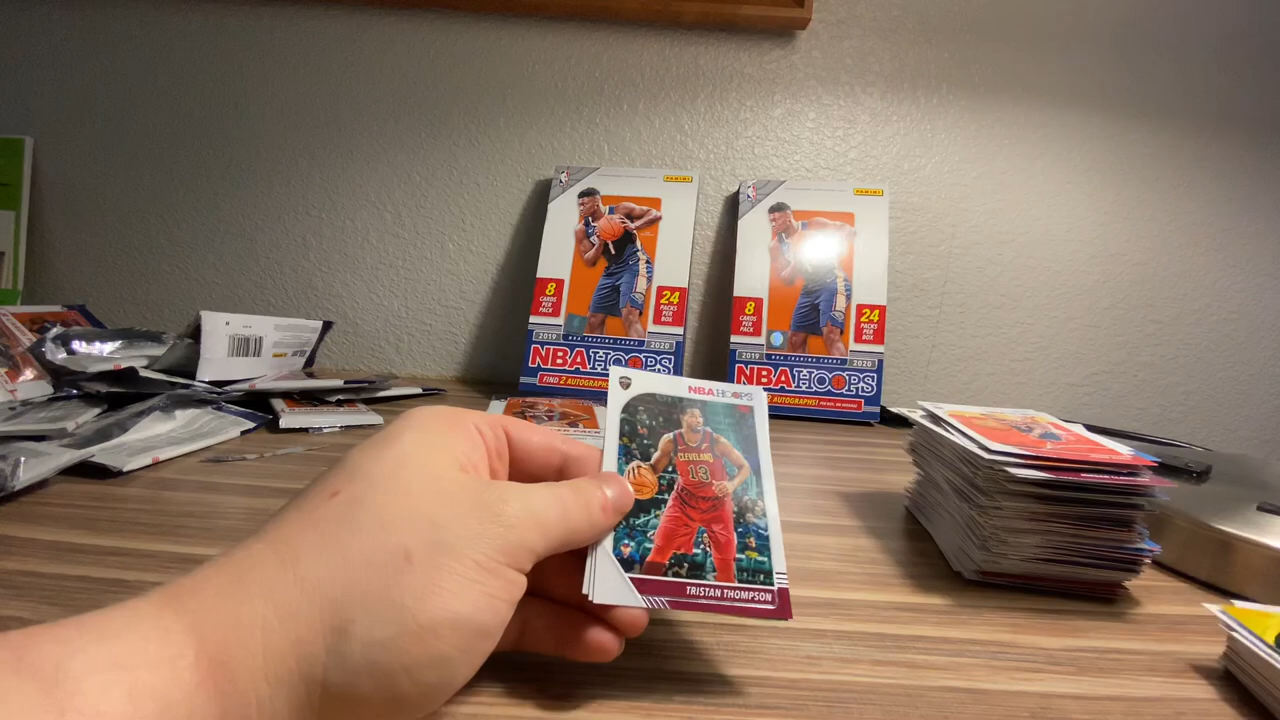 PANINI
8
CARDS
PER
PACK
24
PACKS
PER
BOX
NBA TRADING CARDS
2019
2020
NBA HOOPS
FIND 2 AUTOGRAPHS
PANINI
8
CARDS
PER
PACK
24
PACKS
PER
BOX
NBA TRADING CARDS
2019
2020
NBA HOOPS
2 AUTOGRAPHS!
PER PACK
NBA HOOPS
CLEVELAND
13
TRISTAN THOMPSON